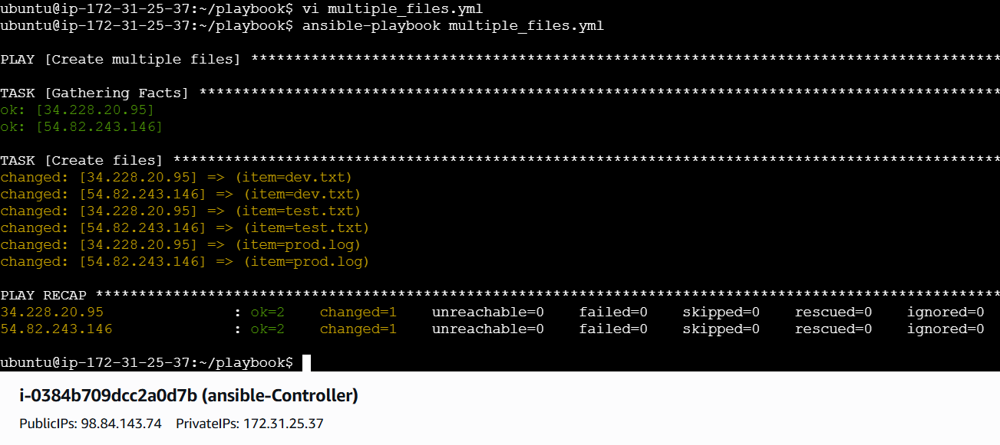 ubuntu@ip-172-31-25-37:~/playbook$ vi multiple_files.yml
ubuntu@ip-172-31-25-37:~/playbook$ ansible-playbook multiple_files.yml
PLAY [Create multiple files] *****************************************************************************************
TASK [Gathering Facts] ***********************************************************************************************
ok: [34.228.20.95]
ok: [54.82.243.146]
TASK [Create files] **************************************************************************************************
changed: [34.228.20.95] => (item=dev.txt)
changed: [54.82.243.146] => (item=dev.txt)
changed: [34.228.20.95] => (item=test.txt)
changed: [54.82.243.146] => (item=test.txt)
changed: [34.228.20.95] => (item=prod.log)
changed: [54.82.243.146] => (item=prod.log)
PLAY RECAP ***********************************************************************************************************
34.228.20.95               : ok=2    changed=1    unreachable=0    failed=0    skipped=0    rescued=0    ignored=0
54.82.243.146              : ok=2    changed=1    unreachable=0    failed=0    skipped=0    rescued=0    ignored=0
ubuntu@ip-172-31-25-37:~/playbook$
i-0384b709dcc2a0d7b (ansible-Controller)
PublicIPs: 98.84.143.74 PrivateIPs: 172.31.25.37